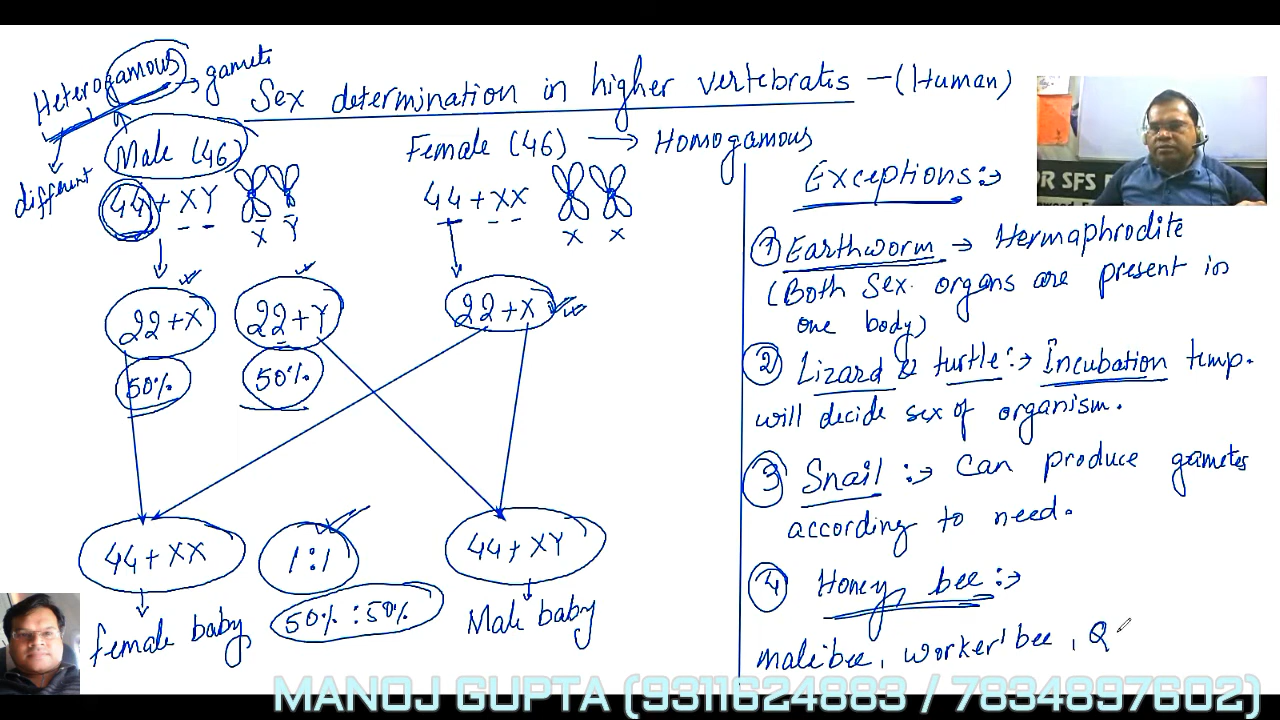 Heterogamous → gamets
Sex determination in higher vertebrates - (Human)
Male (46)
different
44 + XY
X Y
Female (46) → Homogamous
44 + XX
X X
22 + X
22 + Y
22 + X
50%
50%
44 + XX
1:1
44 + XY
50% : 50%
female baby
Male baby
Exceptions:→
① Earthworm → Hermaphrodite
(Both Sex. organs are present in
one body)
② Lizard & turtle:→ Incubation temp.
will decide sex of organism.
③ Snail :→ Can produce gametes
according to need.
④ Honey bee:→
male bee, worker bee, Q
DR SFS
MANOJ GUPTA (9311624883 / 7834897602)